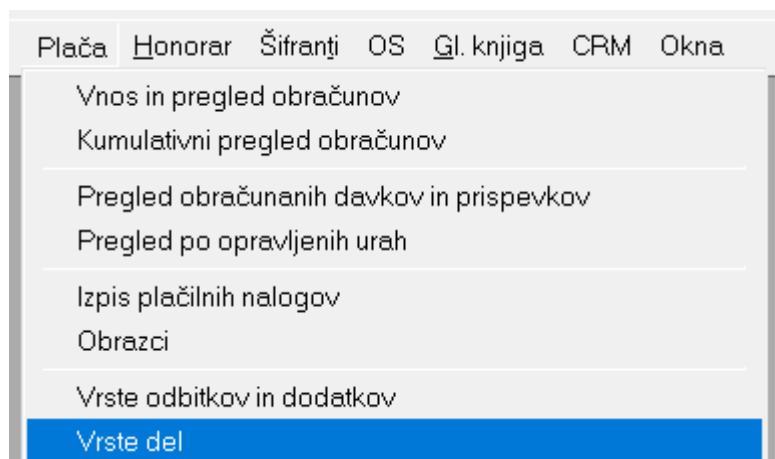 Plača Honorar Šifranti OS Gl. knjiga CRM Okna
Vnos in pregled obračunov
Kumulativni pregled obračunov
Pregled obračunanih davkov in prispevkov
Pregled po opravljenih urah
Izpis plačilnih nalogov
Obrazci
Vrste odbitkov in dodatkov
Vrste del